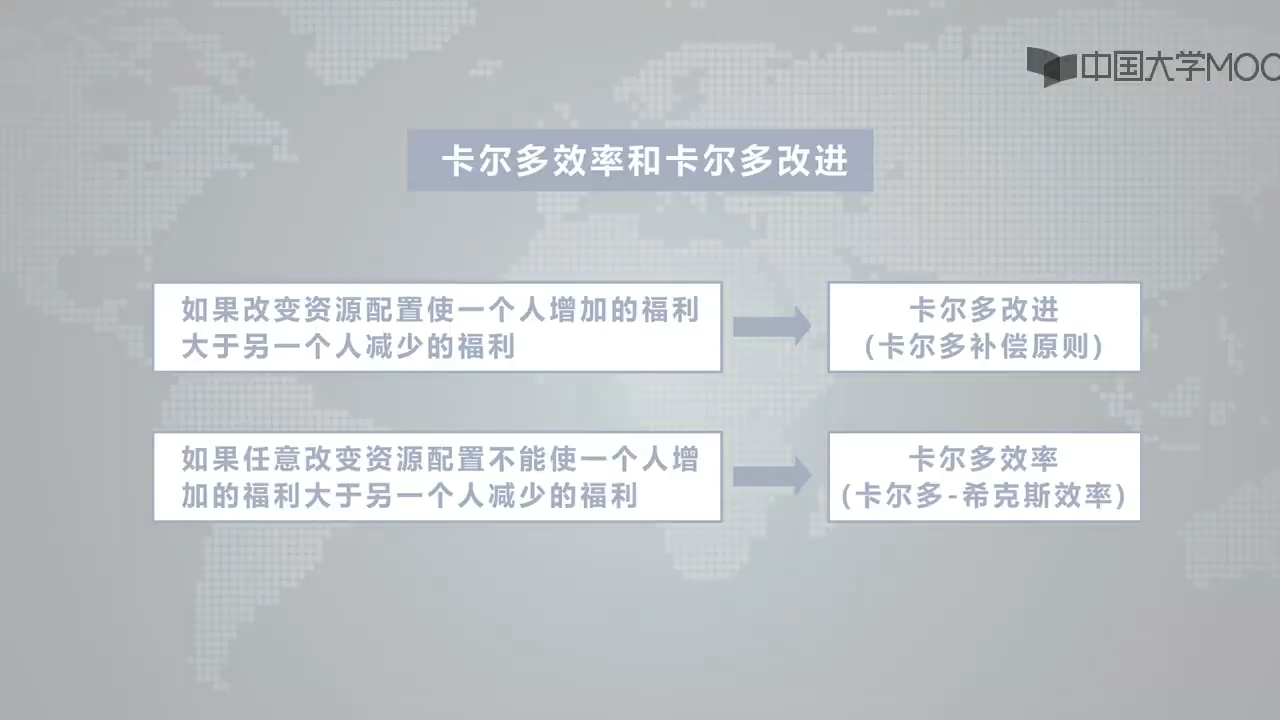 中国大学MOO
卡尔多效率和卡尔多改进
如果改变资源配置使一个人增加的福利
大于另一个人减少的福利
卡尔多改进
(卡尔多补偿原则)
如果任意改变资源配置不能使一个人增
加的福利大于另一个人减少的福利
卡尔多效率
(卡尔多-希克斯效率)